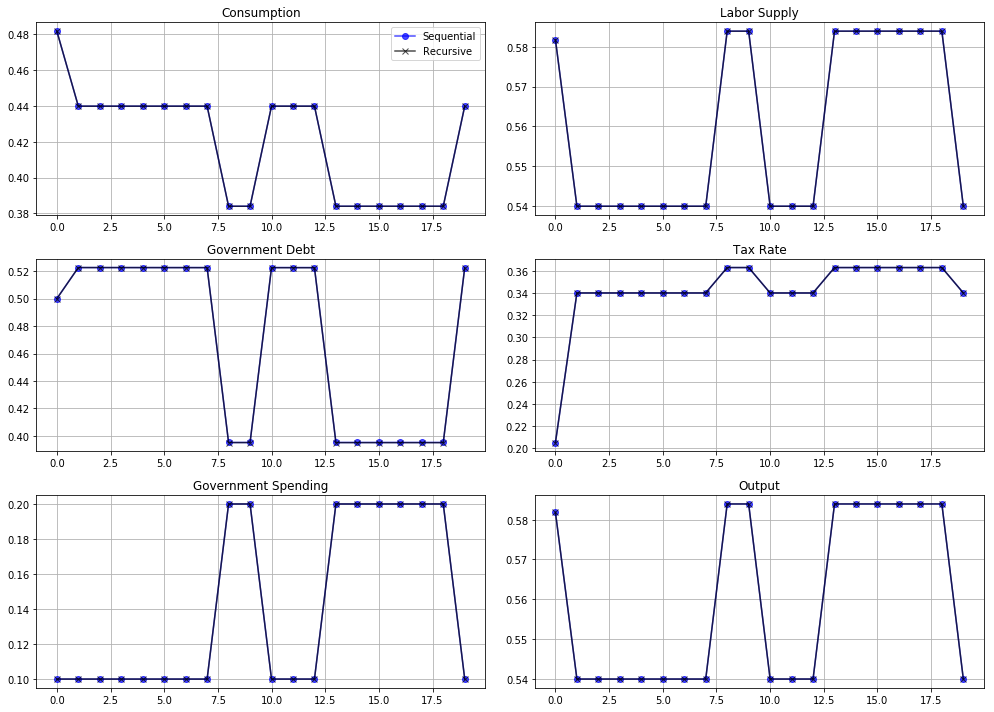 Consumption
0.48
0.46
0.44
0.42
0.40
0.38
Sequential
Recursive
0.0 2.5 5.0 7.5 10.0 12.5 15.0 17.5
Labor Supply
0.58
0.57
0.56
0.55
0.54
0.0 2.5 5.0 7.5 10.0 12.5 15.0 17.5
Government Debt
0.52
0.50
0.48
0.46
0.44
0.42
0.40
0.0 2.5 5.0 7.5 10.0 12.5 15.0 17.5
Tax Rate
0.36
0.34
0.32
0.30
0.28
0.26
0.24
0.22
0.20
0.0 2.5 5.0 7.5 10.0 12.5 15.0 17.5
Government Spending
0.20
0.18
0.16
0.14
0.12
0.10
0.0 2.5 5.0 7.5 10.0 12.5 15.0 17.5
Output
0.58
0.57
0.56
0.55
0.54
0.0 2.5 5.0 7.5 10.0 12.5 15.0 17.5